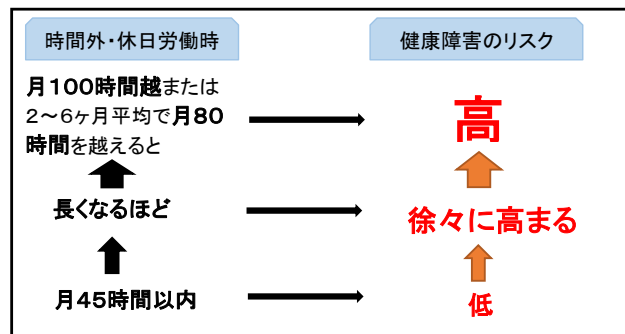 時間外・休日労働時
健康障害のリスク
月100時間越または
2～6ヶ月平均で月80
時間を越えると
高
長くなるほど
徐々に高まる
月45時間以内
低